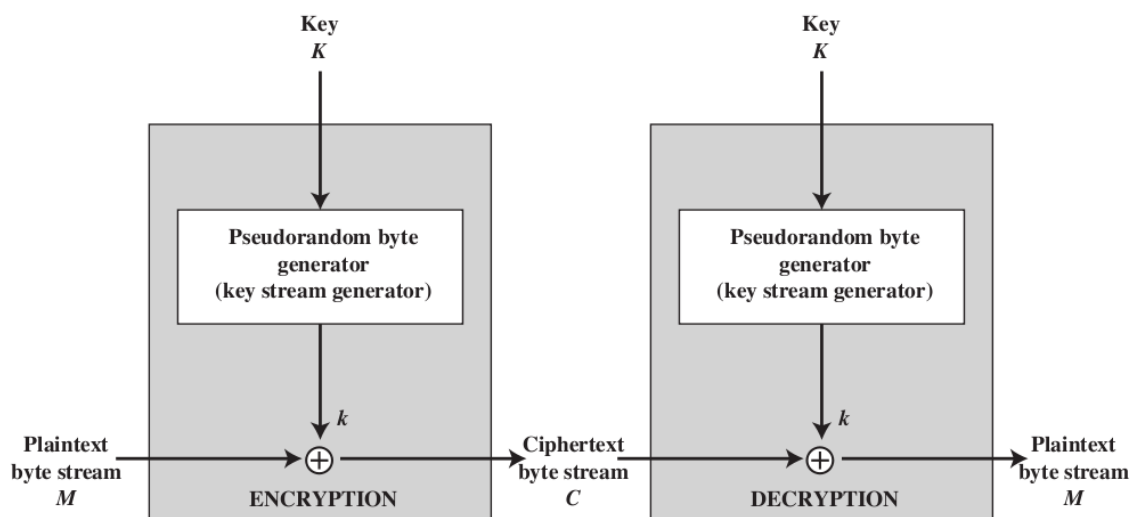 Key
K
Key
K
Pseudorandom byte
generator
(key stream generator)
Pseudorandom byte
generator
(key stream generator)
k
k
Plaintext
byte stream
M
ENCRYPTION
Ciphertext
byte stream
C
DECRYPTION
Plaintext
byte stream
M